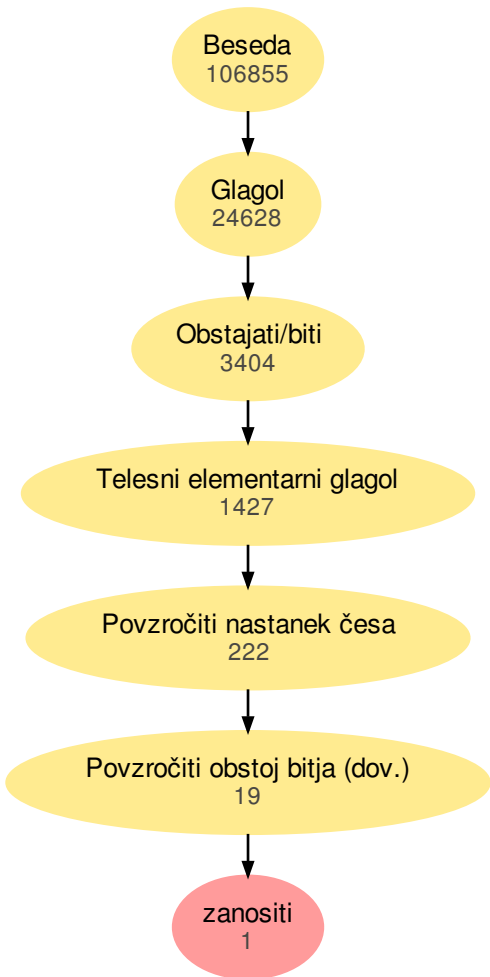 Beseda
106855
Glagol
24628
Obstajati/biti
3404
Telesni elementarni glagol
1427
Povzročiti nastanek česa
222
Povzročiti obstoj bitja (dov.)
19
zanositi
1